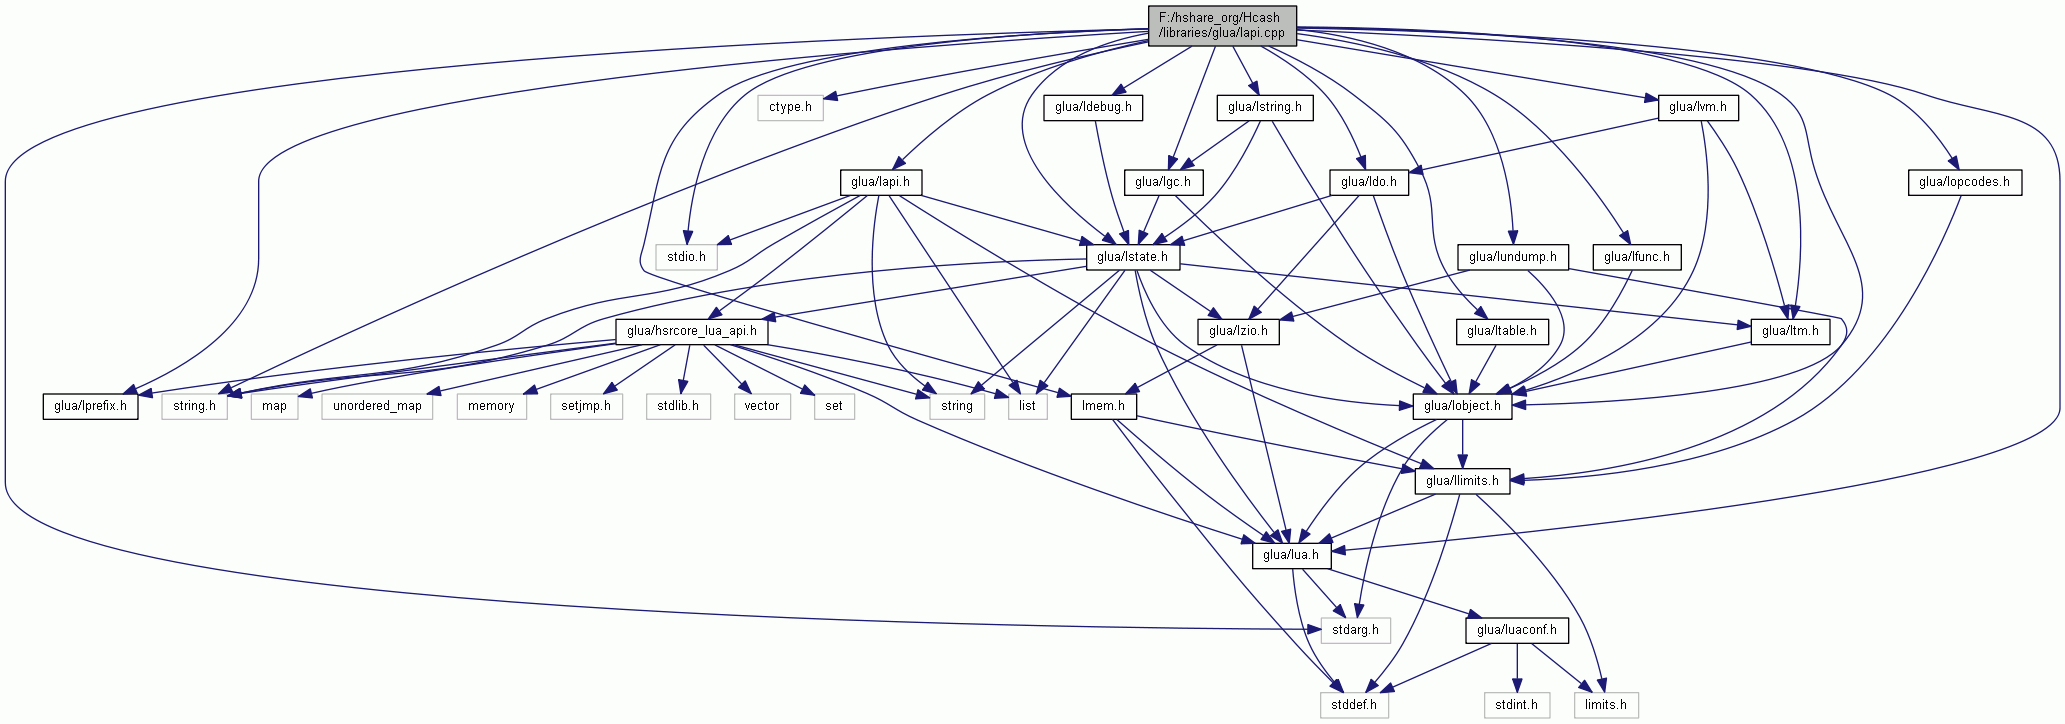 F:/hshare_org/Hcash
/libraries/glua/lapi.cpp
ctype.h
glua/ldebug.h
glua/lstring.h
glua/lvm.h
glua/lapi.h
glua/lgc.h
glua/ldo.h
glua/lopcodes.h
stdio.h
glua/lstate.h
glua/lundump.h
glua/lfunc.h
glua/hsrcore_lua_api.h
glua/lzio.h
glua/ltable.h
glua/ltm.h
glua/lprefix.h
string.h
map
unordered_map
memory
setjmp.h
stdlib.h
vector
set
string
list
lmem.h
glua/lobject.h
glua/llimits.h
glua/lua.h
stdarg.h
glua/luaconf.h
stddef.h
stdint.h
limits.h